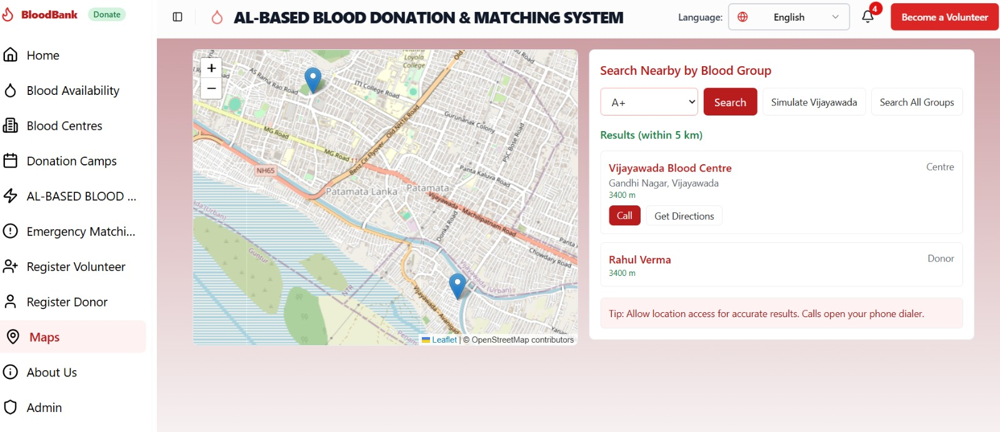 BloodBank
Donate
Home
Blood Availability
Blood Centres
Donation Camps
AL-BASED BLOOD ...
Emergency Matchi...
Register Volunteer
Register Donor
Maps
About Us
Admin
AL-BASED BLOOD DONATION & MATCHING SYSTEM
Language:
English
4
Become a Volunteer
+
−
Loyola
College
AS Rama Rao Road
ITI College Road
Old NH16 Road
Gurunanak Colony
PSC Bose Road
MG Road
MG Road
Benz Cir Flyover
NH65
Panta Kaluva Road
Patamata Lanka
Patamata
Vijayawada - Machilipatnam Road
Donka Road
Chowdary Road
Guntur
NTR
Vijayawada (Urban)
Leaflet | © OpenStreetMap contributors
Search Nearby by Blood Group
A+
Search
Simulate Vijayawada
Search All Groups
Results (within 5 km)
Vijayawada Blood Centre
Centre
Gandhi Nagar, Vijayawada
3400 m
Call
Get Directions
Rahul Verma
Donor
3400 m
Tip: Allow location access for accurate results. Calls open your phone dialer.